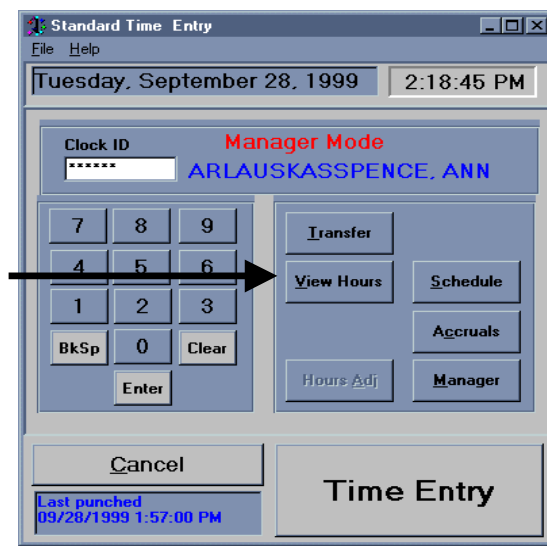 Standard Time Entry
File Help
Tuesday, September 28, 1999 2:18:45 PM
Clock ID Manager Mode
****** ARLAUSKASSPENCE, ANN
7 8 9 Transfer
4 5 6 View Hours Schedule
1 2 3 Accruals
BkSp 0 Clear
Enter Hours Adj Manager
Cancel
Time Entry
Last punched
09/28/1999 1:57:00 PM